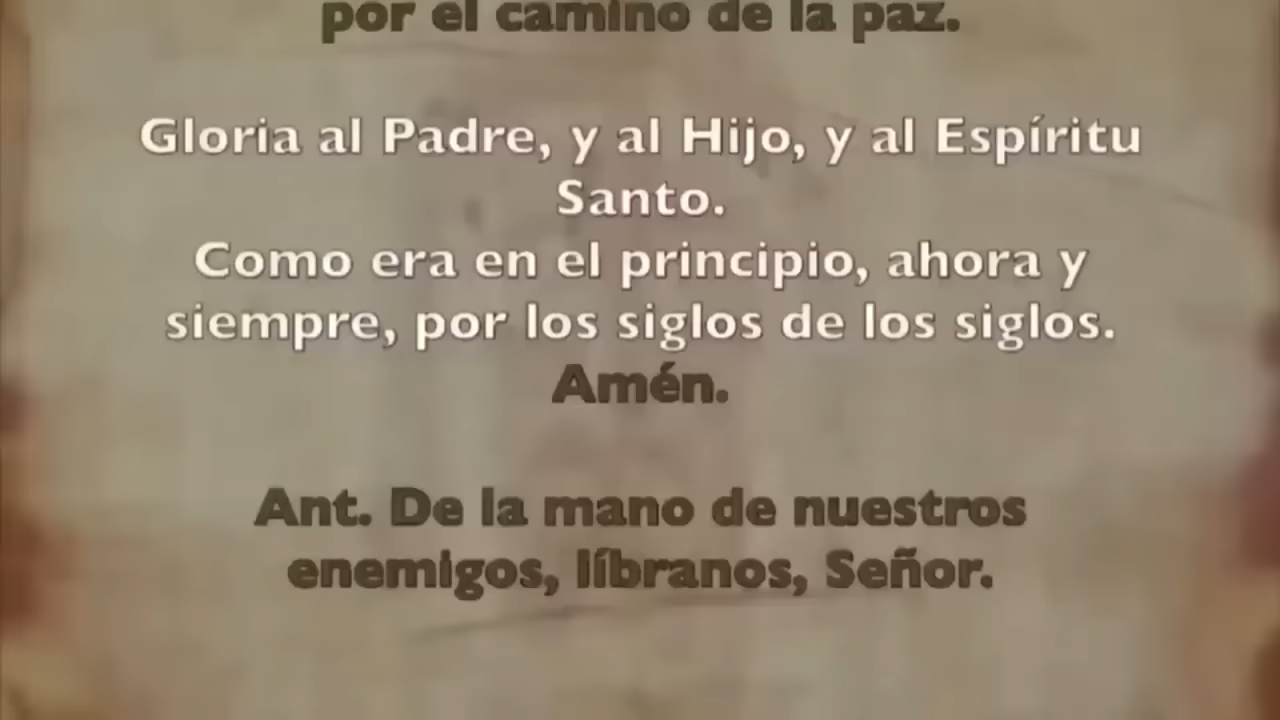 por el camino de la paz.
Gloria al Padre, y al Hijo, y al Espíritu
Santo.
Como era en el principio, ahora y
siempre, por los siglos de los siglos.
Amén.
Ant. De la mano de nuestros
enemigos, líbranos, Señor.